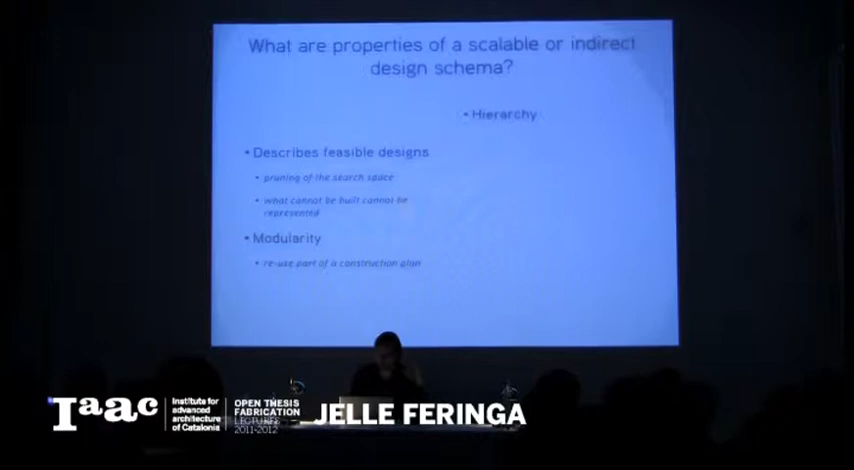 What are properties of a scalable or indirect
design schema?
• Hierarchy
• Describes feasible designs
• pruning of the search space
• what cannot be built cannot be
represented
• Modularity
• re-use part of a construction plan
Iaac
Institute for
advanced
architecture
of Catalonia
OPEN THESIS
FABRICATION
LECTURES
2011-2012
JELLE FERINGA